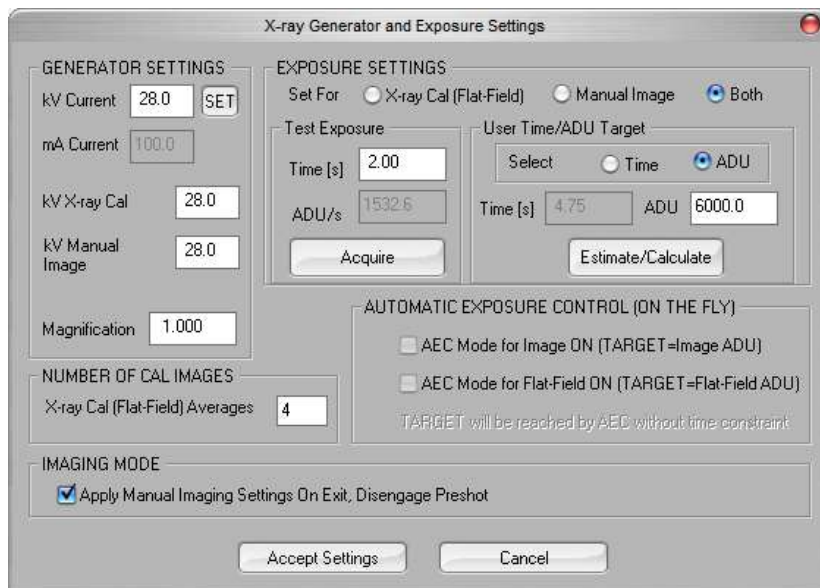 X-ray Generator and Exposure Settings
GENERATOR SETTINGS
kV Current 28.0 SET
mA Current 100.0
kV X-ray Cal 28.0
kV Manual Image 28.0
Magnification 1.000
EXPOSURE SETTINGS
Set For X-ray Cal (Flat-Field) Manual Image Both
Test Exposure
Time [s] 2.00
ADU/s 1532.6
Acquire
User Time/ADU Target
Select Time ADU
Time [s] 4.75 ADU 6000.0
Estimate/Calculate
AUTOMATIC EXPOSURE CONTROL (ON THE FLY)
AEC Mode for Image ON (TARGET=Image ADU)
AEC Mode for Flat-Field ON (TARGET=Flat-Field ADU)
TARGET will be reached by AEC without time constraint
NUMBER OF CAL IMAGES
X-ray Cal (Flat-Field) Averages 4
IMAGING MODE
Apply Manual Imaging Settings On Exit, Disengage Preshot
Accept Settings Cancel